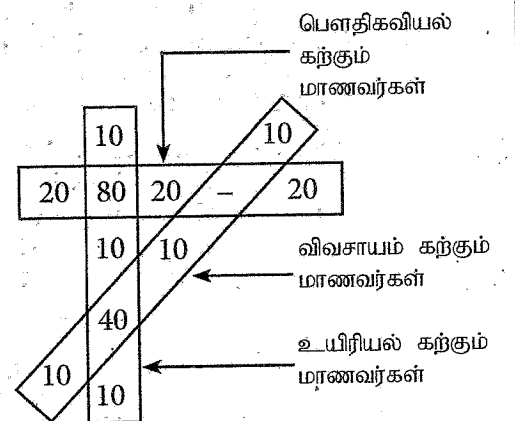 பௌதிகவியல்
கற்கும்
மாணவர்கள்
10 10
20 80 20 – 20
10 10
விவசாயம் கற்கும்
மாணவர்கள்
40
உயிரியல் கற்கும்
மாணவர்கள்
10
10